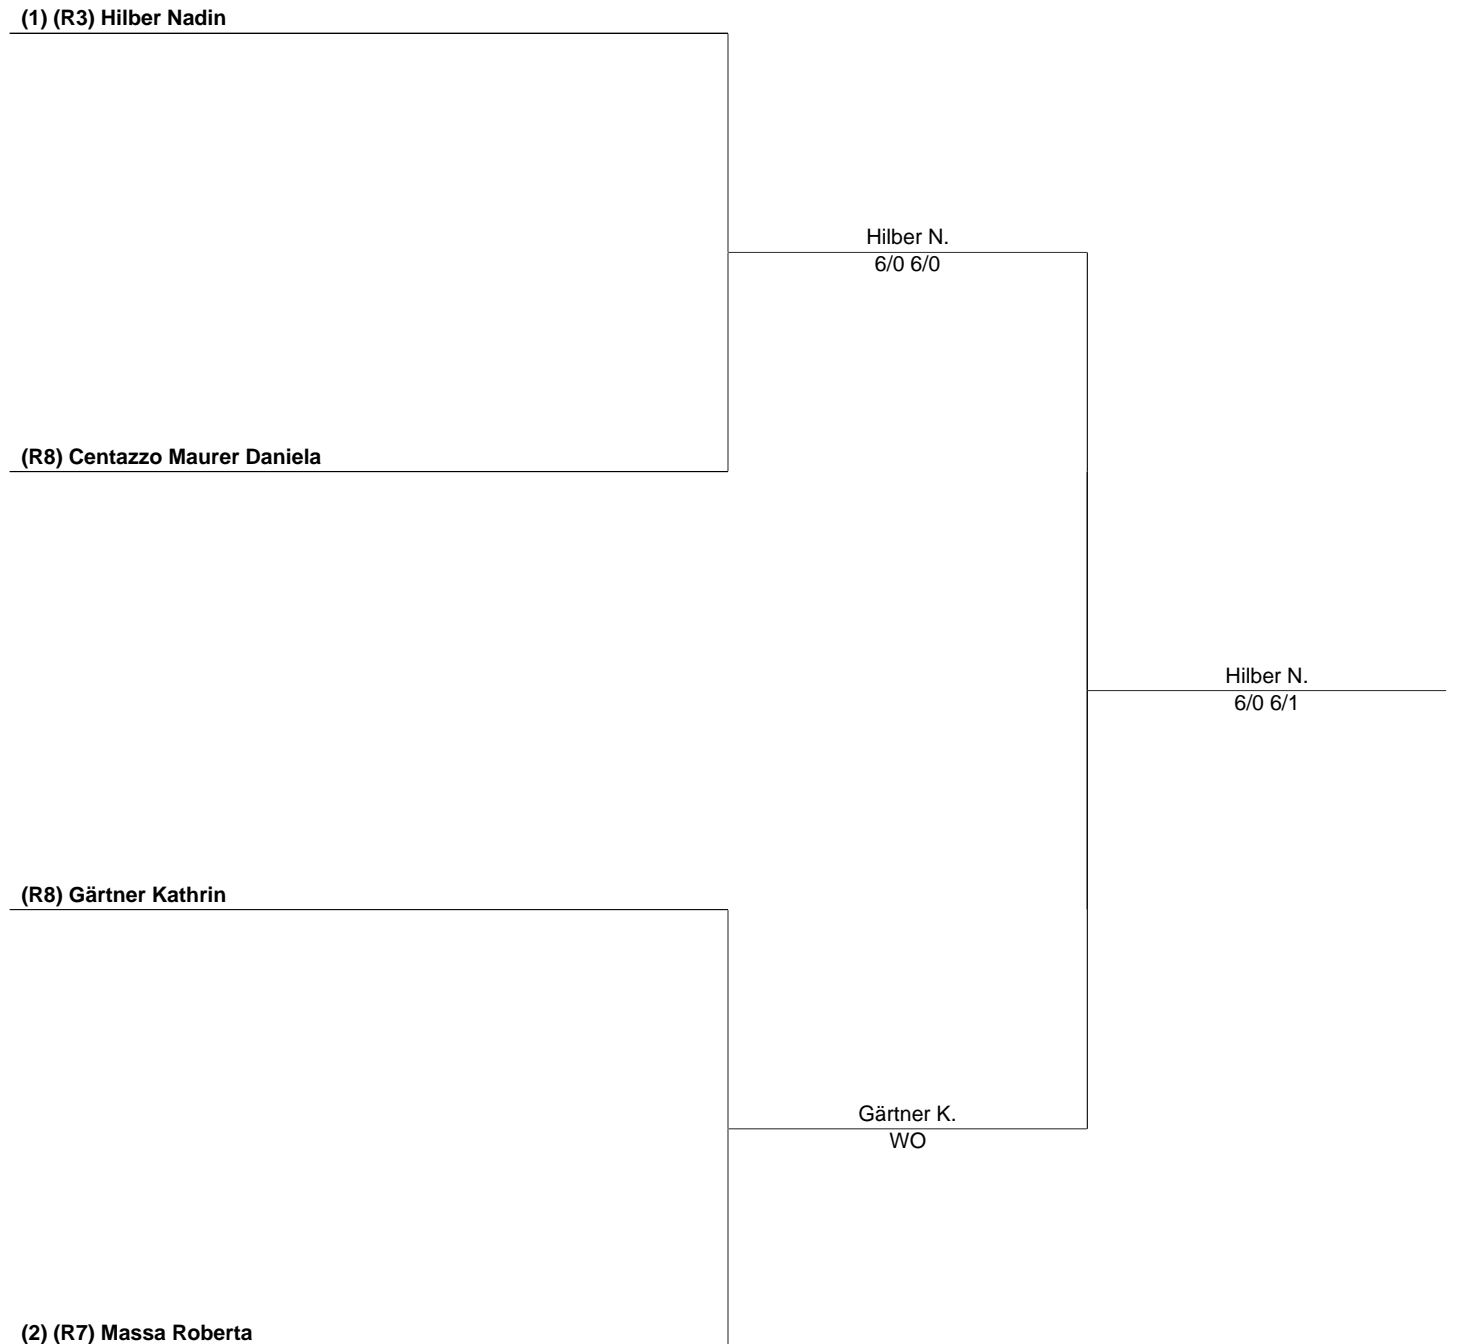 (1) (R3) Hilber Nadin
Hilber N.
6/0 6/0
(R8) Centazzo Maurer Daniela
Hilber N.
6/0 6/1
(R8) Gärtner Kathrin
Gärtner K.
WO
(2) (R7) Massa Roberta